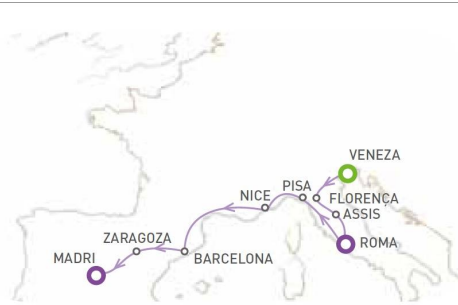 VENEZA
PISA
NICE
FLORENÇA
ASSIS
ROMA
ZARAGOZA
MADRI
BARCELONA